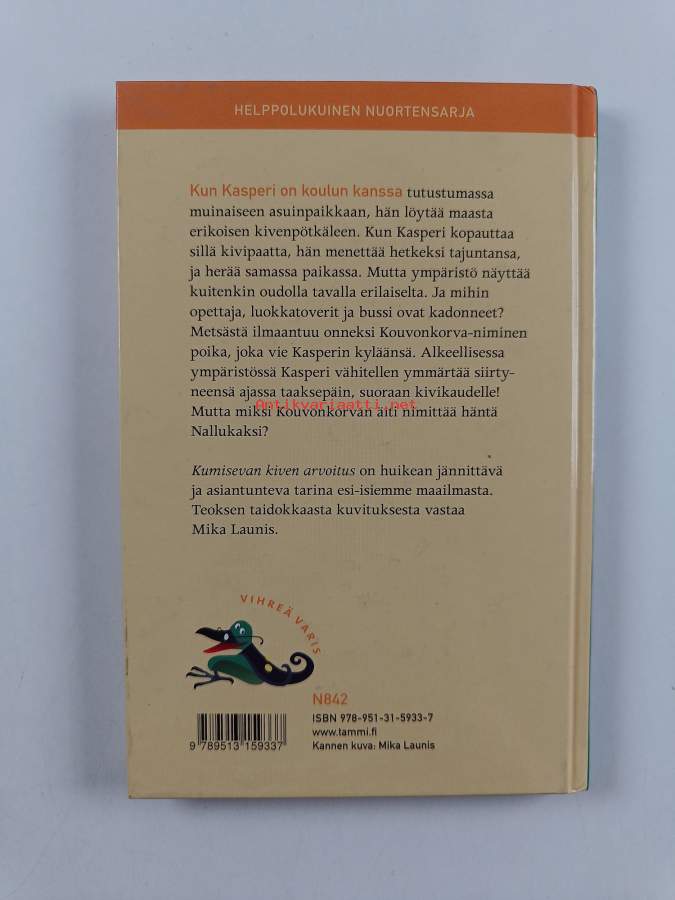 HELPPOLUKUINEN NUORTENSARJA
Kun Kasperi on koulun kanssa tutustumassa
muinaiseen asuinpaikkaan, hän löytää maasta
erikoisen kivenpötkäleen. Kun Kasperi kopauttaa
sillä kivipaatta, hän menettää hetkeksi tajuntansa,
ja herää samassa paikassa. Mutta ympäristö näyttää
kuitenkin oudolla tavalla erilaiselta. Ja mihin
opettaja, luokkatoverit ja bussi ovat kadonneet?
Metsästä ilmaantuu onneksi Kouvonkorva-niminen
poika, joka vie Kasperin kyläänsä. Alkeellisessa
ympäristössä Kasperi vähitellen ymmärtää siirty-
neensä ajassa taaksepäin, suoraan kivikaudelle!
Antikvariaatti.net
Mutta miksi Kouvonkorvan äiti nimittää häntä
Nallukaksi?
Kumisevan kiven arvoitus on huikean jännittävä
ja asiantunteva tarina esi-isiemme maailmasta.
Teoksen taidokkaasta kuvituksesta vastaa
Mika Launis.
VIHREÄ VARIS
N842
ISBN 978-951-31-5933-7
www.tammi.fi
Kannen kuva: Mika Launis
9 789513 159337